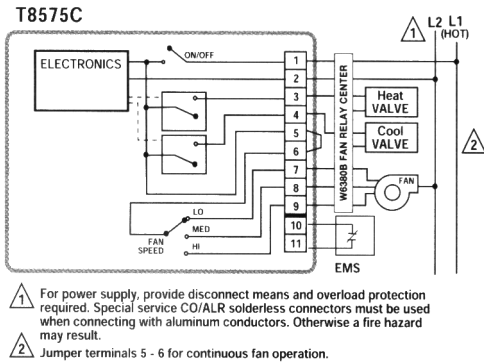 T8575C
1
L2 L1
(HOT)
ELECTRONICS
ON/OFF
1
2
3
4
5
6
7
8
9
10
11
W6380B FAN RELAY CENTER
Heat
VALVE
Cool
VALVE
2
FAN
LO
MED
HI
FAN
SPEED
EMS
1 For power supply, provide disconnect means and overload protection
required. Special service CO/ALR solderless connectors must be used
when connecting with aluminum conductors. Otherwise a fire hazard
may result.
2 Jumper terminals 5 - 6 for continuous fan operation.